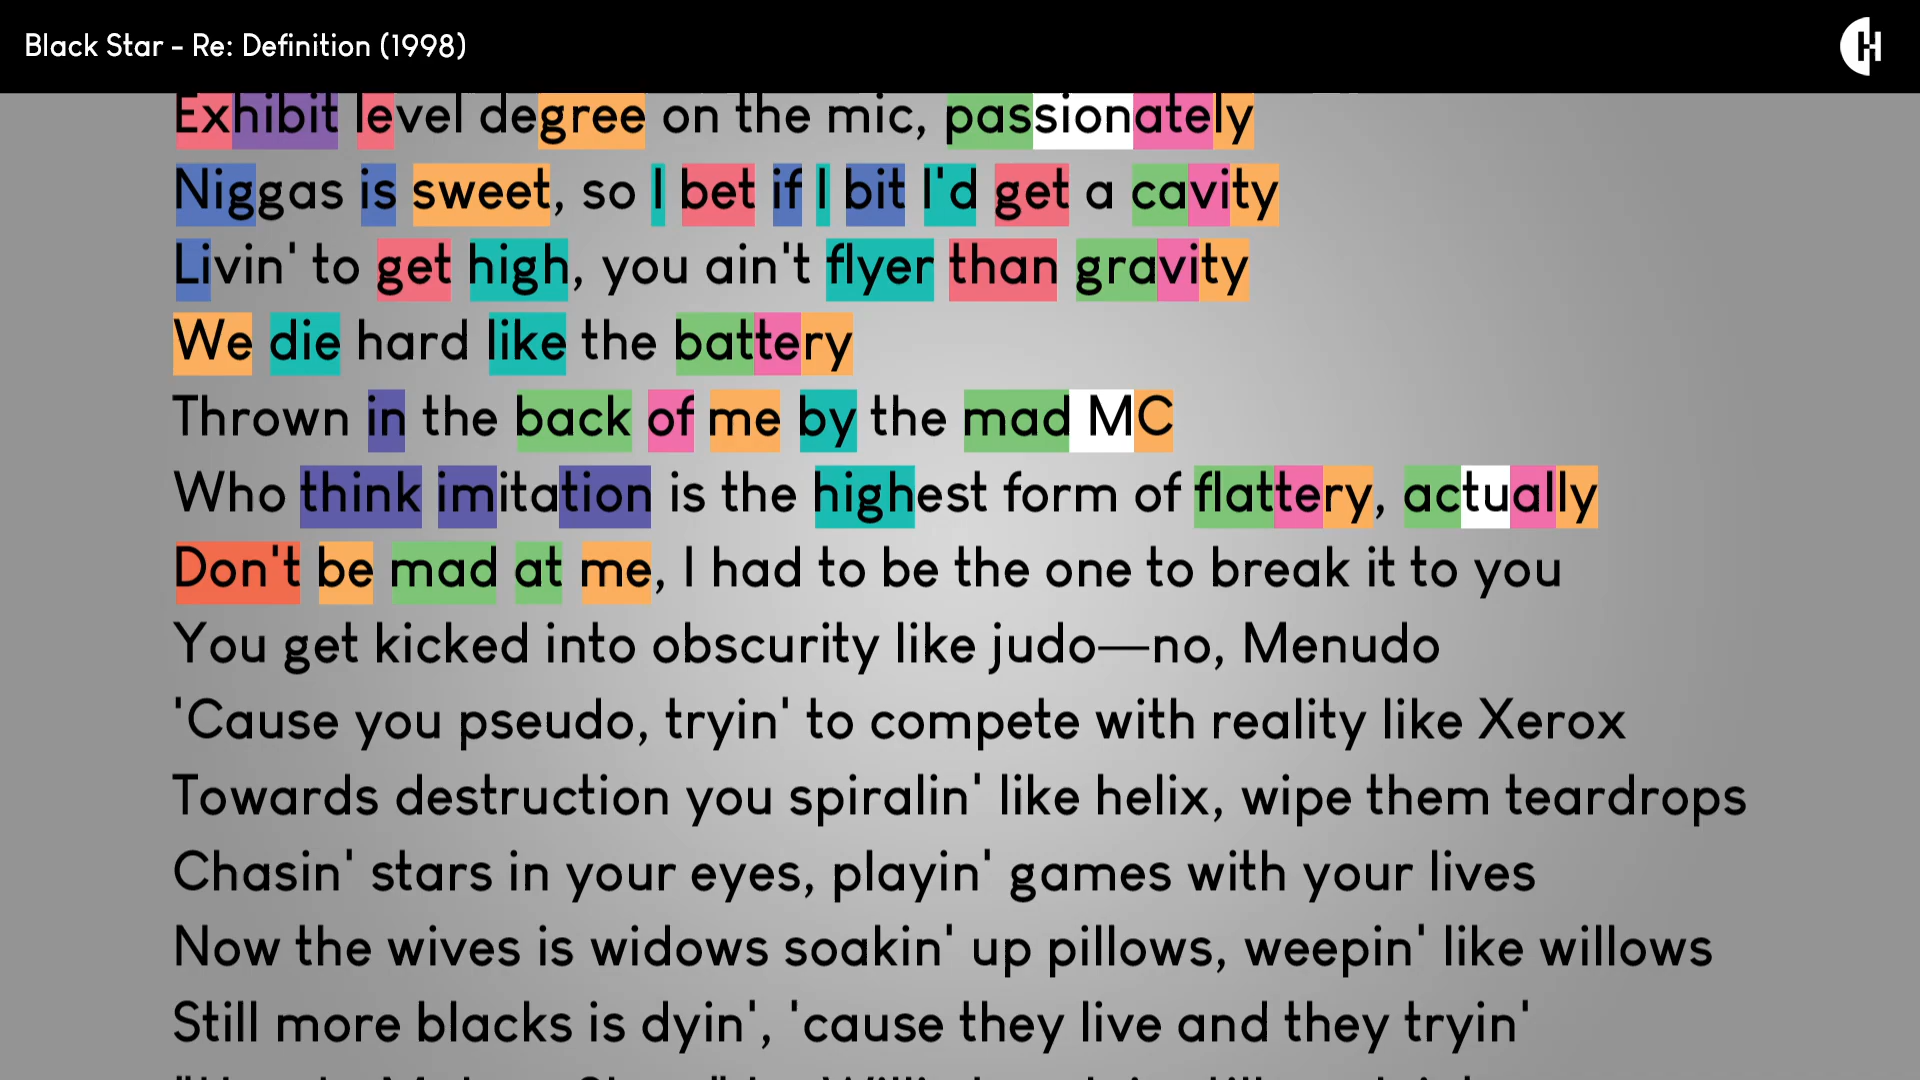 Black Star - Re: Definition (1998)
Exhibit level degree on the mic, passionately
Niggas is sweet, so I bet if I bit I'd get a cavity
Livin' to get high, you ain't flyer than gravity
We die hard like the battery
Thrown in the back of me by the mad MC
Who think imitation is the highest form of flattery, actually
Don't be mad at me, I had to be the one to break it to you
You get kicked into obscurity like judo—no, Menudo
'Cause you pseudo, tryin' to compete with reality like Xerox
Towards destruction you spiralin' like helix, wipe them teardrops
Chasin' stars in your eyes, playin' games with your lives
Now the wives is widows soakin' up pillows, weepin' like willows
Still more blacks is dyin', 'cause they live and they tryin'